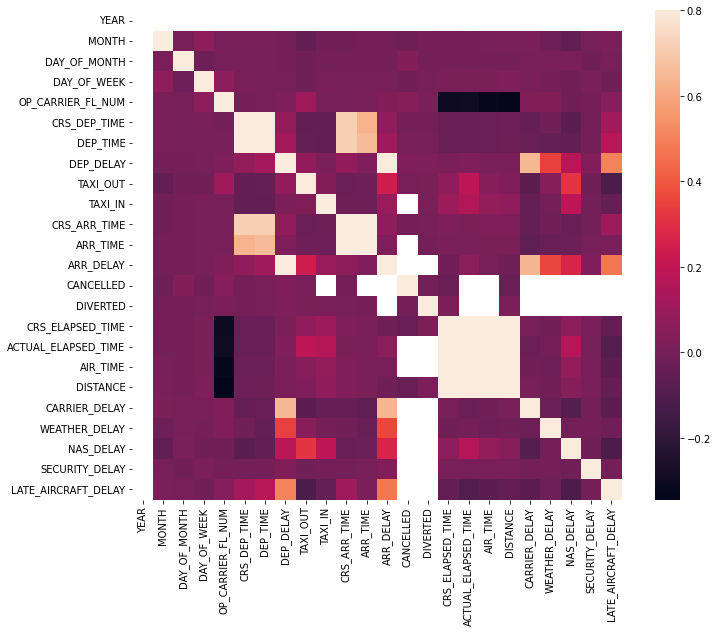 YEAR
MONTH
DAY_OF_MONTH
DAY_OF_WEEK
OP_CARRIER_FL_NUM
CRS_DEP_TIME
DEP_TIME
DEP_DELAY
TAXI_OUT
TAXI_IN
CRS_ARR_TIME
ARR_TIME
ARR_DELAY
CANCELLED
DIVERTED
CRS_ELAPSED_TIME
ACTUAL_ELAPSED_TIME
AIR_TIME
DISTANCE
CARRIER_DELAY
WEATHER_DELAY
NAS_DELAY
SECURITY_DELAY
LATE_AIRCRAFT_DELAY
YEAR
MONTH
DAY_OF_MONTH
DAY_OF_WEEK
OP_CARRIER_FL_NUM
CRS_DEP_TIME
DEP_TIME
DEP_DELAY
TAXI_OUT
TAXI_IN
CRS_ARR_TIME
ARR_TIME
ARR_DELAY
CANCELLED
DIVERTED
CRS_ELAPSED_TIME
ACTUAL_ELAPSED_TIME
AIR_TIME
DISTANCE
CARRIER_DELAY
WEATHER_DELAY
NAS_DELAY
SECURITY_DELAY
LATE_AIRCRAFT_DELAY
0.8
0.6
0.4
0.2
0.0
−0.2